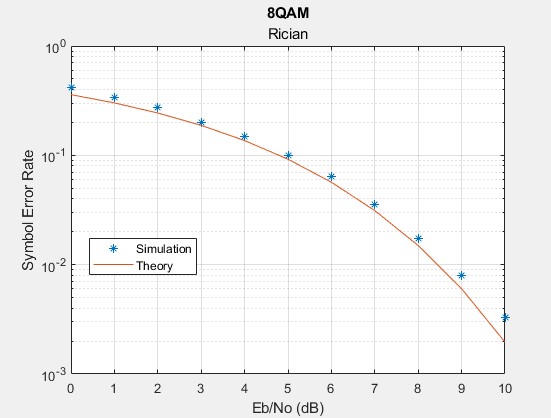 8QAM
Rician
10^0
10^-1
10^-2
10^-3
Symbol Error Rate
Simulation
Theory
0 1 2 3 4 5 6 7 8 9 10
Eb/No (dB)